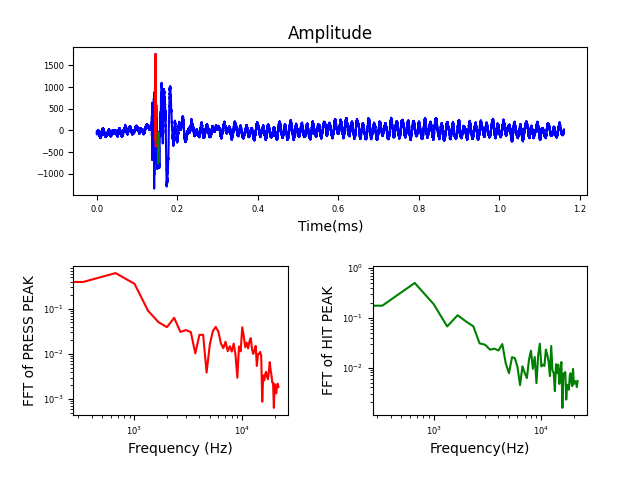 Amplitude
1500
1000
500
0
−500
−1000
0.0 0.2 0.4 0.6 0.8 1.0 1.2
Time(ms)
FFT of PRESS PEAK
10⁻¹
10⁻²
10⁻³
10³ 10⁴
Frequency (Hz)
FFT of HIT PEAK
10⁰
10⁻¹
10⁻²
10³ 10⁴
Frequency(Hz)